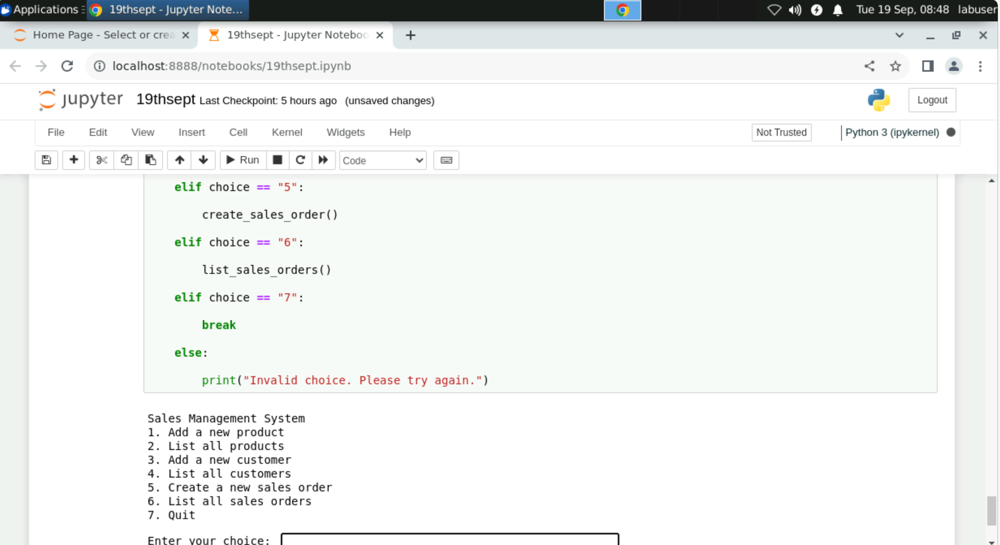 Applications 19thsept - Jupyter Note... Tue 19 Sep, 08:48 labuser
Home Page - Select or crea 19thsept - Jupyter Noteboo
localhost:8888/notebooks/19thsept.ipynb
jupyter 19thsept Last Checkpoint: 5 hours ago (unsaved changes) Logout
File Edit View Insert Cell Kernel Widgets Help Not Trusted Python 3 (ipykernel)
Run Code
elif choice == "5":
create_sales_order()
elif choice == "6":
list_sales_orders()
elif choice == "7":
break
else:
print("Invalid choice. Please try again.")
Sales Management System
1. Add a new product
2. List all products
3. Add a new customer
4. List all customers
5. Create a new sales order
6. List all sales orders
7. Quit
Enter your choice: